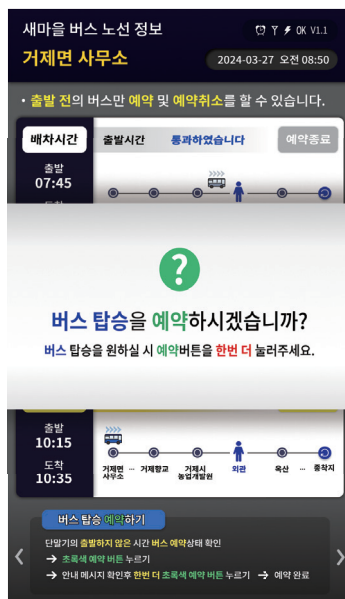 새마을 버스 노선 정보
OK V1.1
거제면 사무소
2024-03-27 오전 08:50
• 출발 전의 버스만 예약 및 예약취소를 할 수 있습니다.
배차시간
출발시간 통과하였습니다
예약종료
출발
07:45
?
버스 탑승을 예약하시겠습니까?
버스 탑승을 원하실 시 예약버튼을 한번 더 눌러주세요.
출발
10:15
도착
10:35
거제면 사무소 ··· 거제향교 거제시 농업개발원 외관 옥산 ··· 종착지
버스 탑승 예약하기
단말기의 출발하지 않은 시간 버스 예약상태 확인
→ 초록색 예약 버튼 누르기
→ 안내 메시지 확인후 한번 더 초록색 예약 버튼 누르기 → 예약 완료